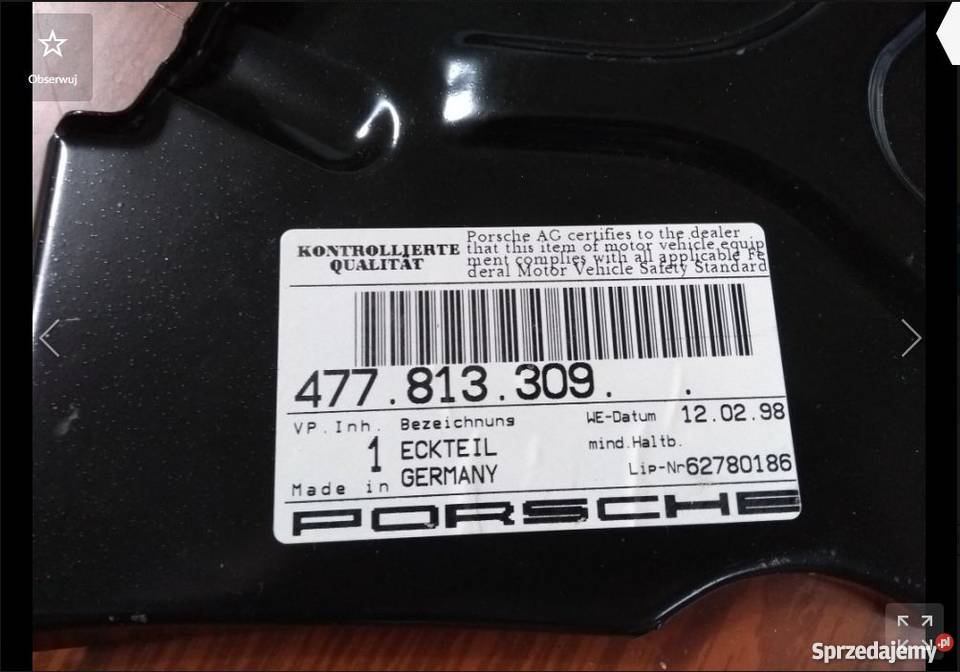 Obserwuj
KONTROLLIERTE
QUALITÄT
Porsche AG certifies to the dealer
that this item of motor vehicle equip
ment complies with all applicable Fe
deral Motor Vehicle Safety Standard
477.813.309. .
VP.Inh. Bezeichnung WE-Datum 12.02.98
1 ECKTEIL mind.Haltb.
Made in GERMANY Lip-Nr62780186
PORSCHE
Sprzedajemy.pl